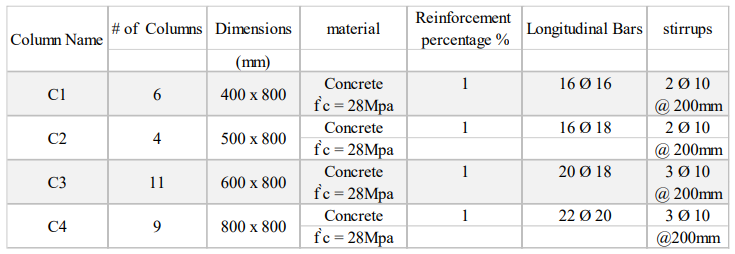 Column Name # of Columns Dimensions material Reinforcement percentage % Longitudinal Bars stirrups
(mm)
C1 6 400 x 800 Concrete 1 16 Ø 16 2 Ø 10
f`c = 28Mpa @ 200mm
C2 4 500 x 800 Concrete 1 16 Ø 18 2 Ø 10
f`c = 28Mpa @ 200mm
C3 11 600 x 800 Concrete 1 20 Ø 18 3 Ø 10
f`c = 28Mpa @ 200mm
C4 9 800 x 800 Concrete 1 22 Ø 20 3 Ø 10
f`c = 28Mpa @200mm